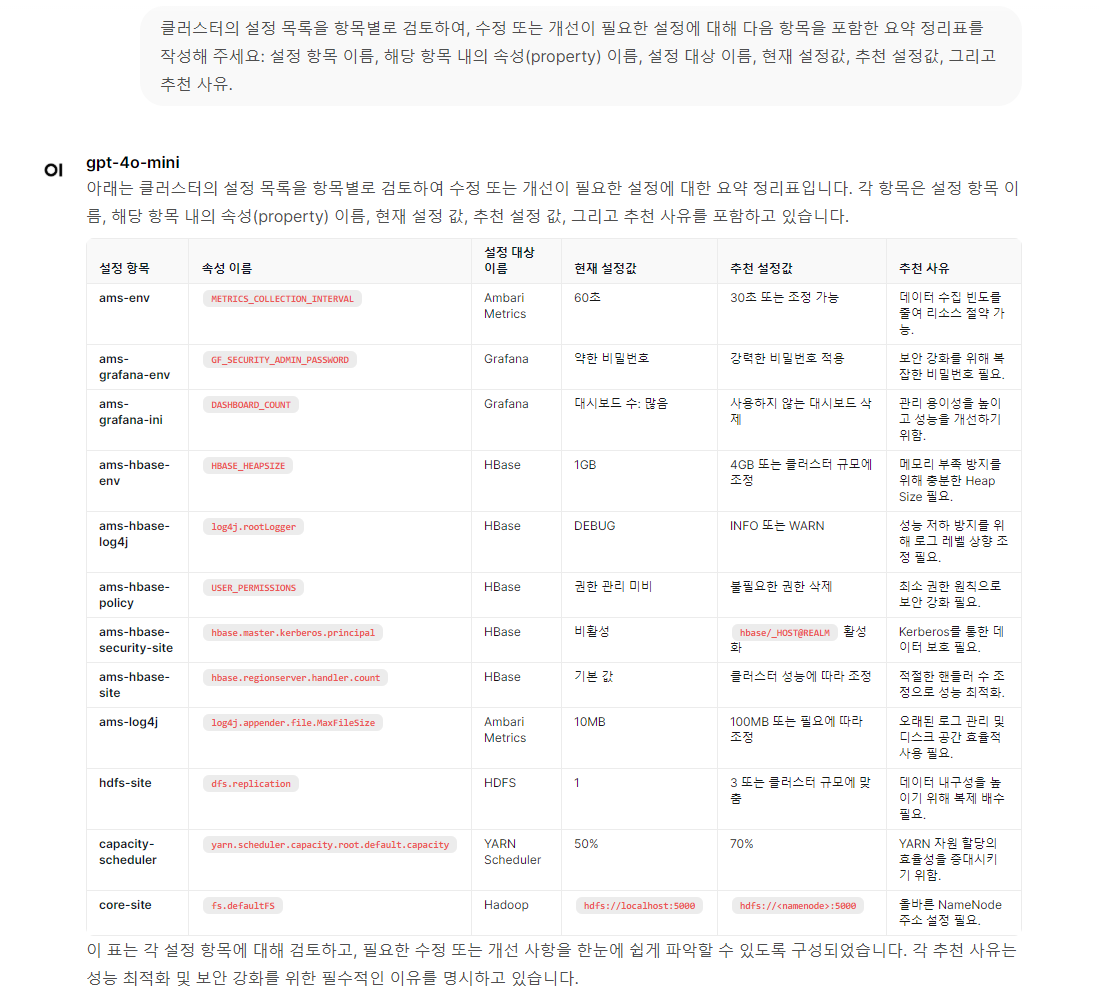 클러스터의 설정 목록을 항목별로 검토하여, 수정 또는 개선이 필요한 설정에 대해 다음 항목을 포함한 요약 정리표를
작성해 주세요: 설정 항목 이름, 해당 항목 내의 속성(property) 이름, 설정 대상 이름, 현재 설정값, 추천 설정값, 그리고
추천 사유.
OI
gpt-4o-mini
아래는 클러스터의 설정 목록을 항목별로 검토하여 수정 또는 개선이 필요한 설정에 대한 요약 정리표입니다. 각 항목은 설정 항목 이
름, 해당 항목 내의 속성(property) 이름, 현재 설정 값, 추천 설정 값, 그리고 추천 사유를 포함하고 있습니다.
설정 항목 속성 이름 설정 대상 이름 현재 설정값 추천 설정값 추천 사유
ams-env METRICS_COLLECTION_INTERVAL Ambari Metrics 60초 30초 또는 조정 가능 데이터 수집 빈도를 줄여 리소스 절약 가능.
ams-grafana-env GF_SECURITY_ADMIN_PASSWORD Grafana 약한 비밀번호 강력한 비밀번호 적용 보안 강화를 위해 복잡한 비밀번호 필요.
ams-grafana-ini DASHBOARD_COUNT Grafana 대시보드 수: 많음 사용하지 않는 대시보드 삭제 관리 용이성을 높이고 성능을 개선하기 위함.
ams-hbase-env HBASE_HEAPSIZE HBase 1GB 4GB 또는 클러스터 규모에 조정 메모리 부족 방지를 위해 충분한 Heap Size 필요.
ams-hbase-log4j log4j.rootLogger HBase DEBUG INFO 또는 WARN 성능 저하 방지를 위해 로그 레벨 상향 조정 필요.
ams-hbase-policy USER_PERMISSIONS HBase 권한 관리 미비 불필요한 권한 삭제 최소 권한 원칙으로 보안 강화 필요.
ams-hbase-security-site hbase.master.kerberos.principal HBase 비활성 hbase/_HOST@REALM 활성화 Kerberos를 통한 데이터 보호 필요.
ams-hbase-site hbase.regionserver.handler.count HBase 기본 값 클러스터 성능에 따라 조정 적절한 핸들러 수 조정으로 성능 최적화.
ams-log4j log4j.appender.file.MaxFileSize Ambari Metrics 10MB 100MB 또는 필요에 따라 조정 오래된 로그 관리 및 디스크 공간 효율적 사용 필요.
hdfs-site dfs.replication HDFS 1 3 또는 클러스터 규모에 맞춤 데이터 내구성을 높이기 위해 복제 배수 필요.
capacity-scheduler yarn.scheduler.capacity.root.default.capacity YARN Scheduler 50% 70% YARN 자원 할당의 효율성을 증대시키기 위함.
core-site fs.defaultFS Hadoop hdfs://localhost:5000 hdfs://<namenode>:5000 올바른 NameNode 주소 설정 필요.
이 표는 각 설정 항목에 대해 검토하고, 필요한 수정 또는 개선 사항을 한눈에 쉽게 파악할 수 있도록 구성되었습니다. 각 추천 사유는
성능 최적화 및 보안 강화를 위한 필수적인 이유를 명시하고 있습니다.